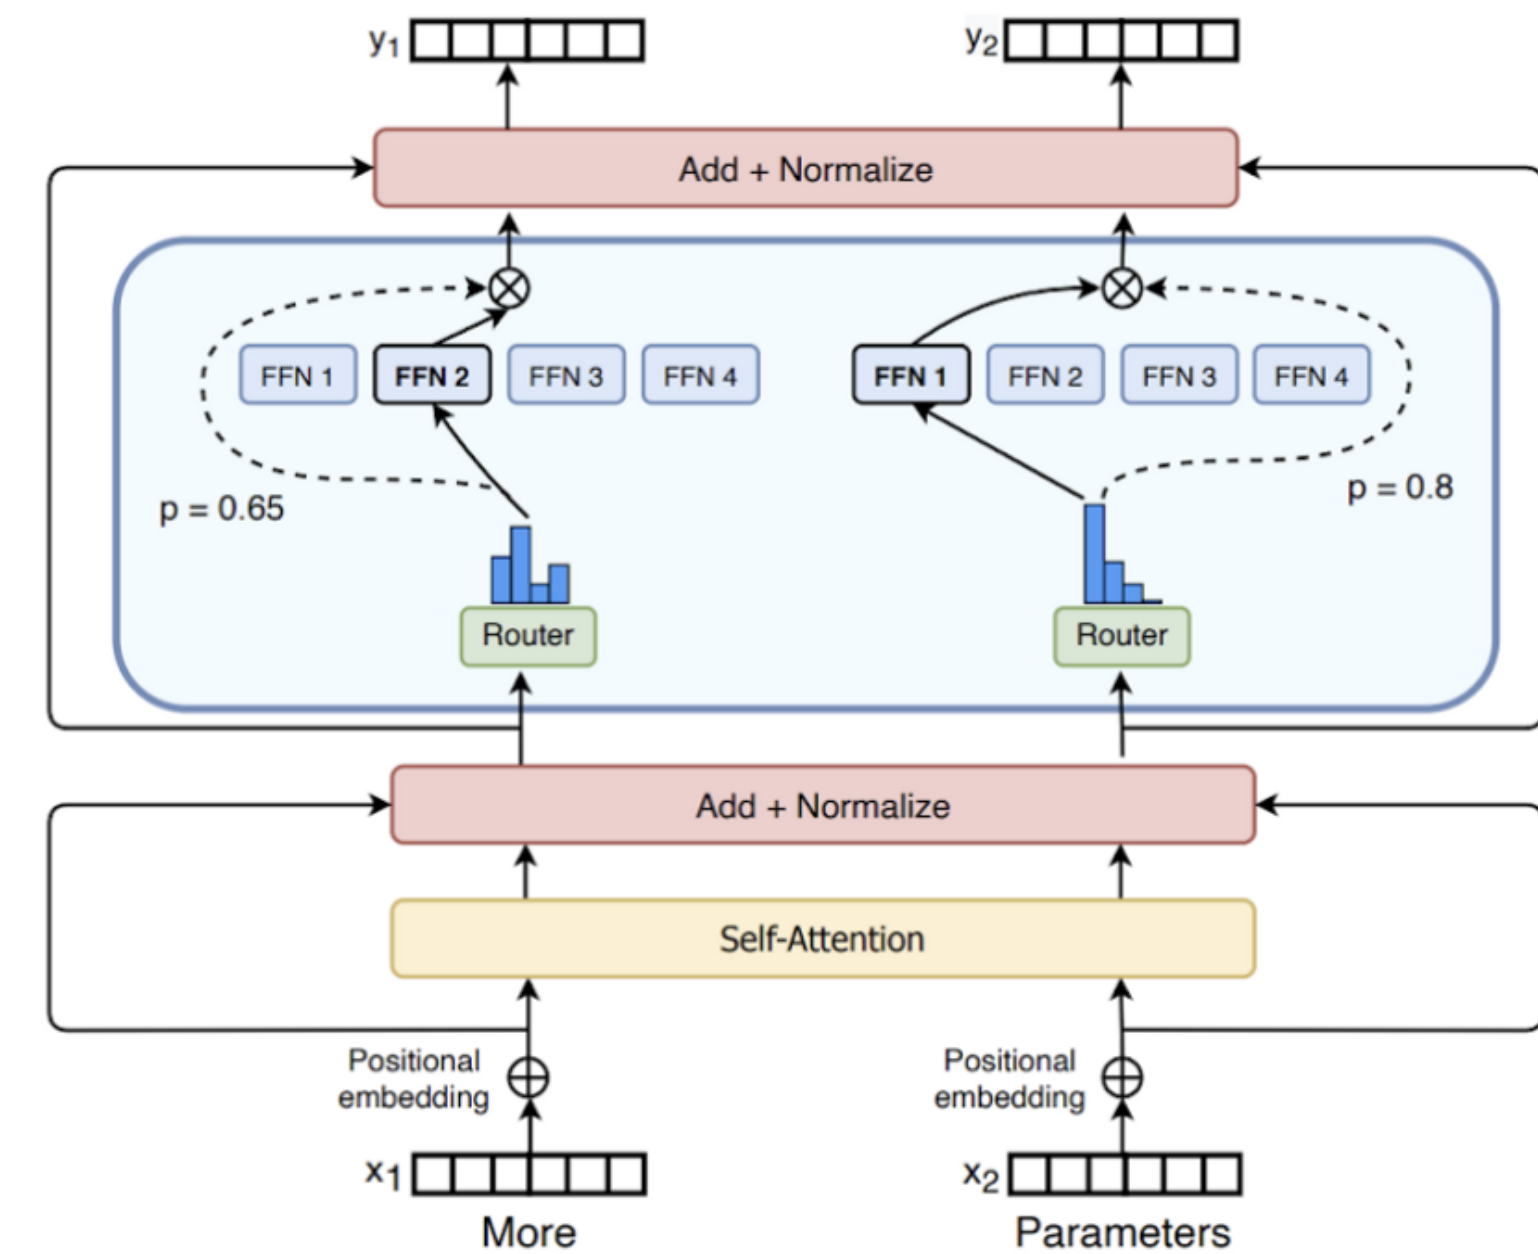 y1
y2
Add + Normalize
FFN 1
FFN 2
FFN 3
FFN 4
FFN 1
FFN 2
FFN 3
FFN 4
p = 0.65
p = 0.8
Router
Router
Add + Normalize
Self-Attention
Positional
embedding
Positional
embedding
x1
x2
More
Parameters